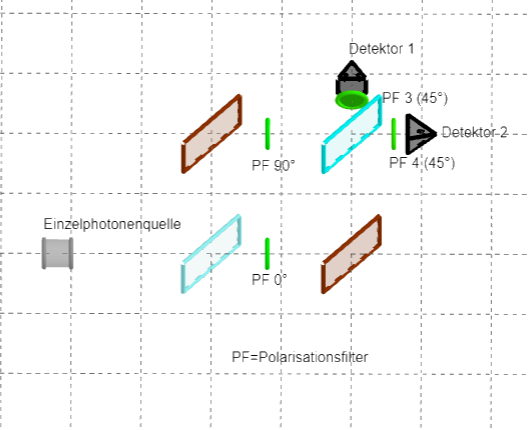 Detektor 1
PF 3 (45°)
Detektor 2
PF 90°
PF 4 (45°)
Einzelphotonenquelle
PF 0°
PF=Polarisationsfilter